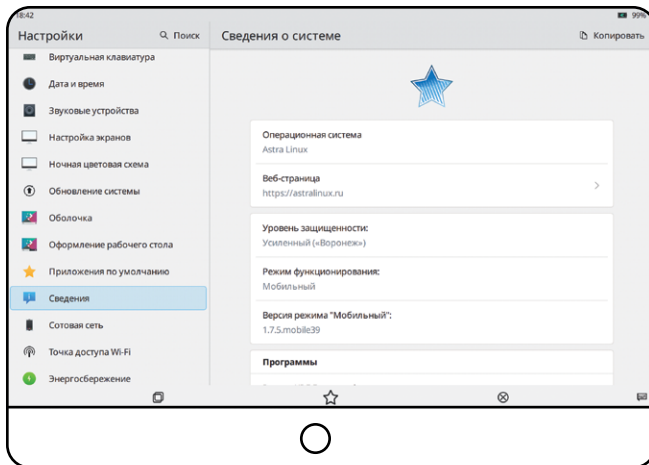 18:42
99%
Настройки
Поиск
Сведения о системе
Копировать
Виртуальная клавиатура
Дата и время
Звуковые устройства
Настройка экранов
Ночная цветовая схема
Обновление системы
Оболочка
Оформление рабочего стола
Приложения по умолчанию
Сведения
Сотовая сеть
Точка доступа Wi-Fi
Энергосбережение
Операционная система
Astra Linux
Веб-страница
https://astralinux.ru
Уровень защищенности:
Усиленный («Воронеж»)
Режим функционирования:
Мобильный
Версия режима "Мобильный":
1.7.5.mobile39
Программы